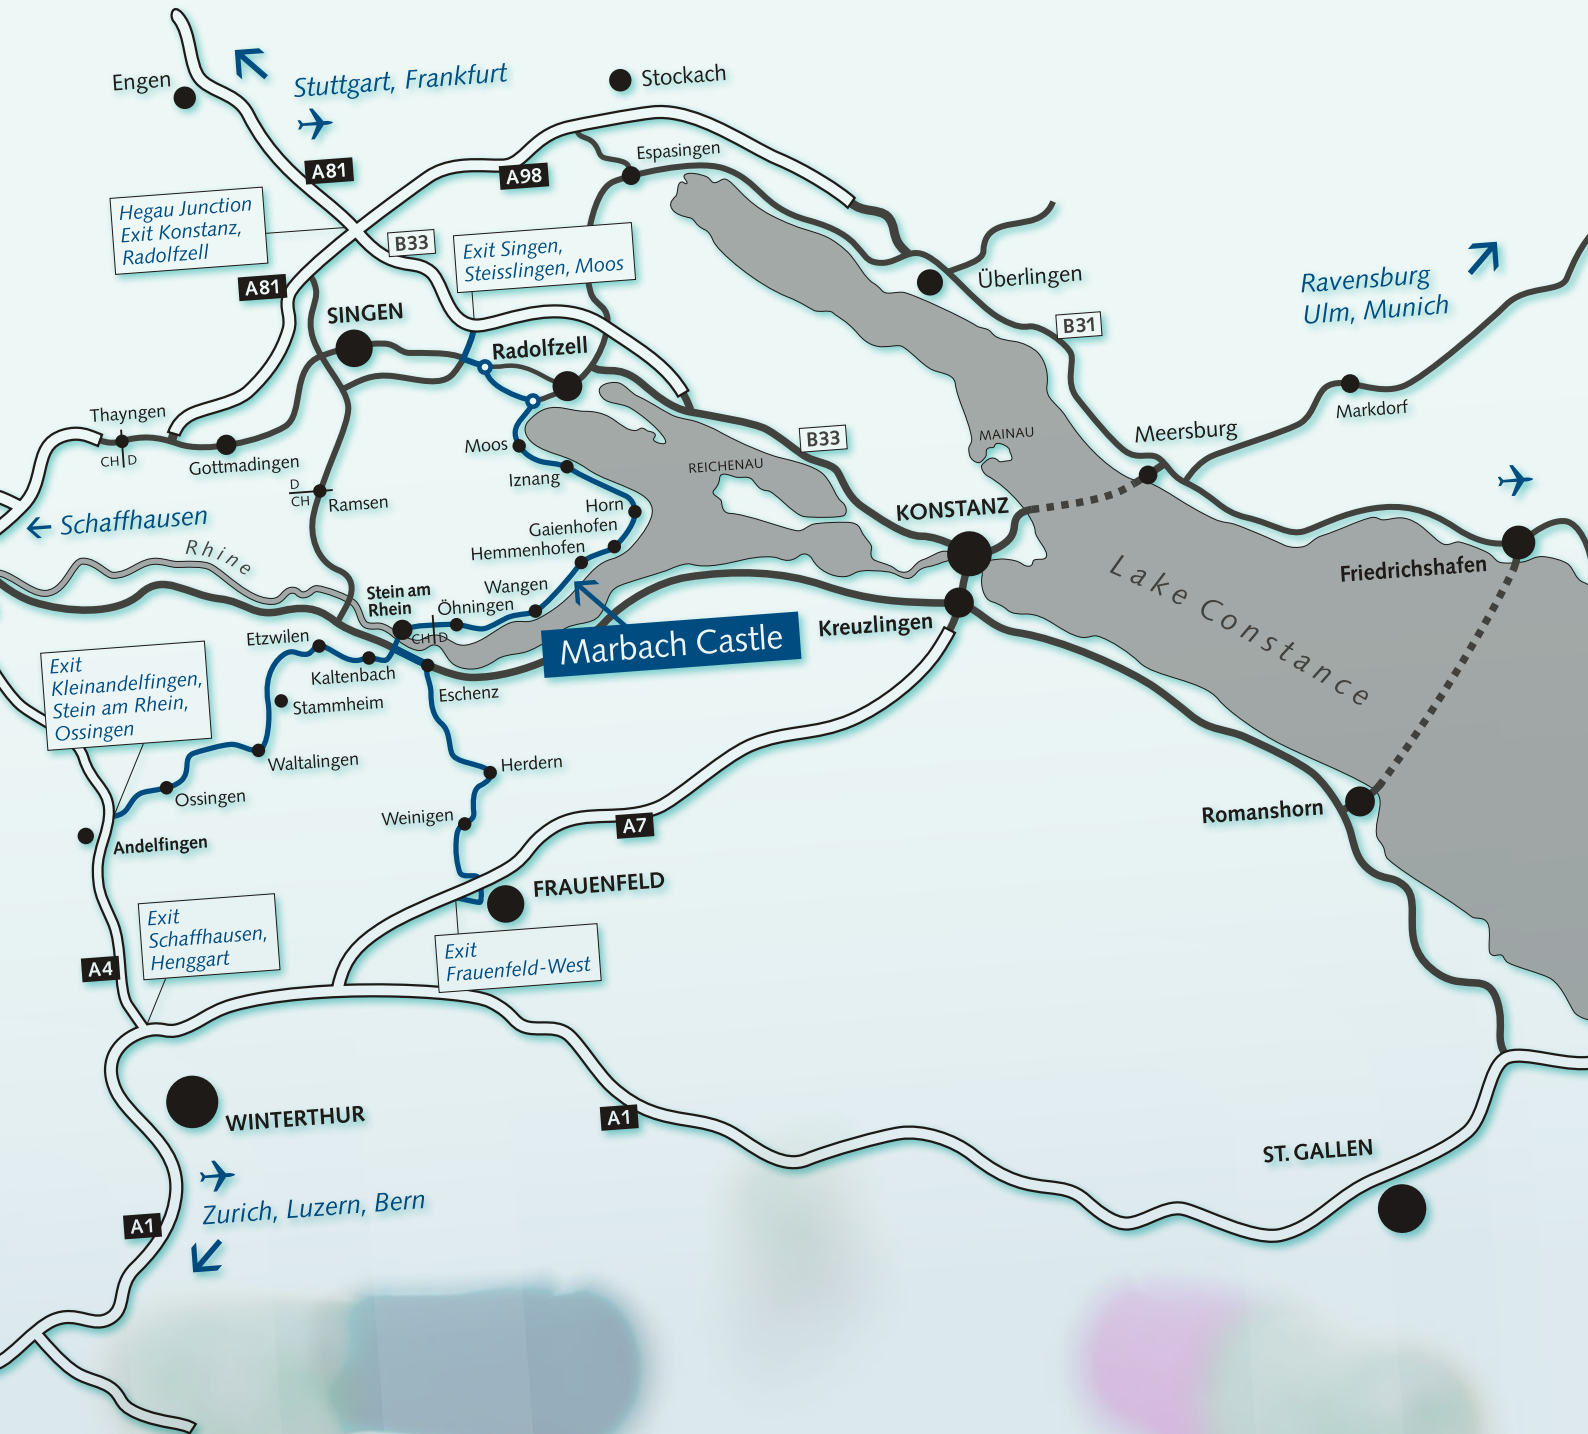 Engen
Stuttgart, Frankfurt
Stockach
Espasingen
A81
A98
Hegau Junction
Exit Konstanz,
Radolfzell
B33
Exit Singen,
Steisslingen, Moos
A81
SINGEN
Radolfzell
Überlingen
B31
Ravensburg
Ulm, Munich
Markdorf
Meersburg
MAINAU
B33
REICHENAU
KONSTANZ
Thayngen
CH D
Gottmadingen
Moos
Iznang
D
CH
Ramsen
Horn
Gaienhofen
Hemmenhofen
Schaffhausen
Rhine
Wangen
Stein am
Rhein
Öhningen
CH D
Marbach Castle
Kreuzlingen
Lake Constance
Friedrichshafen
Etzwilen
Kaltenbach
Eschenz
Stammheim
Exit
Kleinandelfingen,
Stein am Rhein,
Ossingen
Waltalingen
Herdern
Ossingen
Weinigen
A7
Romanshorn
Andelfingen
FRAUENFELD
Exit
Schaffhausen,
Henggart
Exit
Frauenfeld-West
A4
WINTERTHUR
A1
ST. GALLEN
Zurich, Luzern, Bern
A1